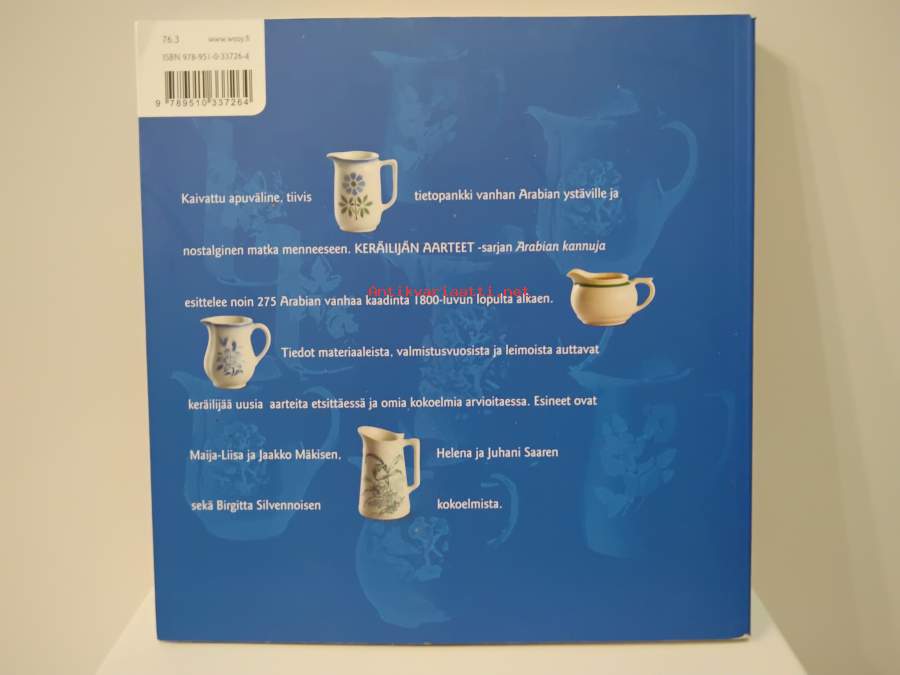 76.3 www.wsoy.fi
ISBN 978-951-0-33726-4
9 789510 337264
Kaivattu apuväline, tiivis tietopankki vanhan Arabian ystäville ja
nostalginen matka menneeseen. KERÄILIJÄN AARTEET -sarjan Arabian kannuja
Antikvariaatti.net
esittelee noin 275 Arabian vanhaa kaadinta 1800-luvun lopulta alkaen.
Tiedot materiaaleista, valmistusvuosista ja leimoista auttavat
keräilijää uusia aarteita etsittäessä ja omia kokoelmia arvioitaessa. Esineet ovat
Maija-Liisa ja Jaakko Mäkisen, Helena ja Juhani Saaren
sekä Birgitta Silvennoisen kokoelmista.